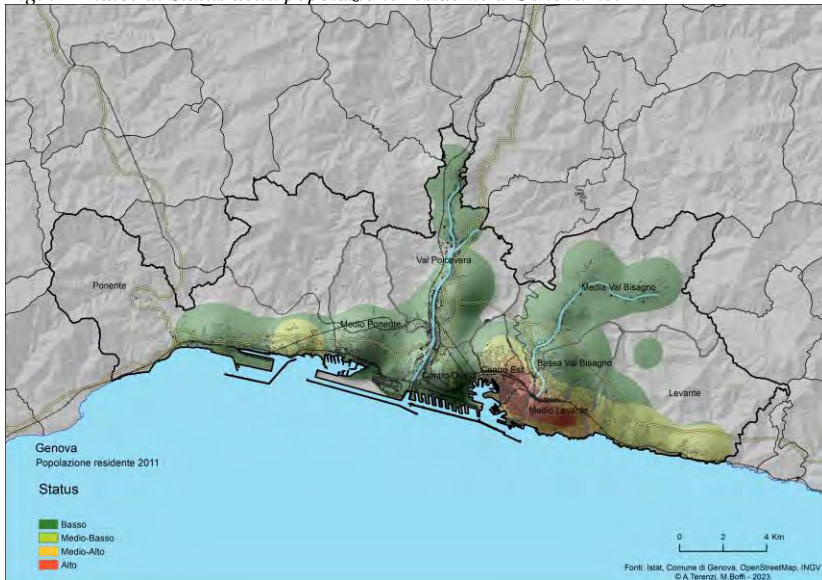 Val Polcevera
Media Val Bisagno
Ponente
Medio Ponente
Bassa Val Bisagno
Centro Est
Centro Ovest
Levante
Medio Levante
Genova
Popolazione residente 2011
Status
Basso
Medio-Basso
Medio-Alto
Alto
0 2 4 Km
Fonti: Istat, Comune di Genova, OpenStreetMap, INGV
© A.Terenzi, M.Boffi - 2023